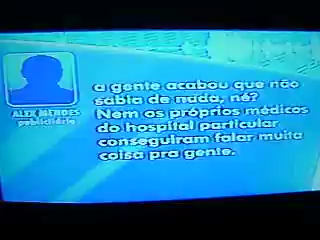 a gente acabou que não
sabia de nada, né?
Nem os próprios médicos
do hospital particular
conseguiram falar muita
coisa pra gente.
ALEX MENDES
publicitário